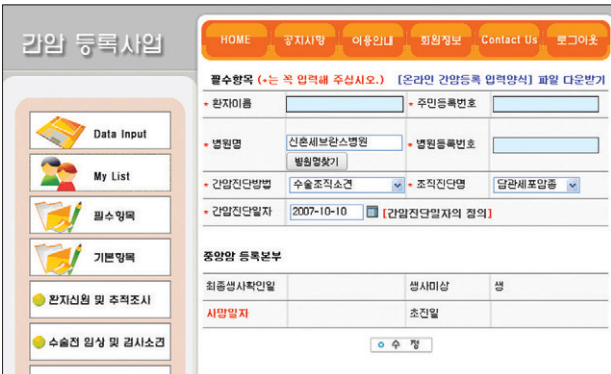 간암 등록사업
HOME 공지사항 이용안내 회원정보 Contact Us 로그아웃
필수항목 (*는 꼭 입력해 주십시오.) [온라인 간암등록 입력양식] 파일 다운받기
* 환자이름 * 주민등록번호
* 병원명 신촌세브란스병원 * 병원등록번호
병원명찾기
* 간암진단방법 수술조직소견 * 조직진단명 담관세포암종
* 간암진단일자 2007-10-10 [간암진단일자의 정의]
중앙암 등록본부
최종생사확인일 생사미상 생
사망일자 초진일
수 정
Data Input
My List
필수항목
기본항목
환자신원 및 추적조사
수술전 임상 및 검사소견